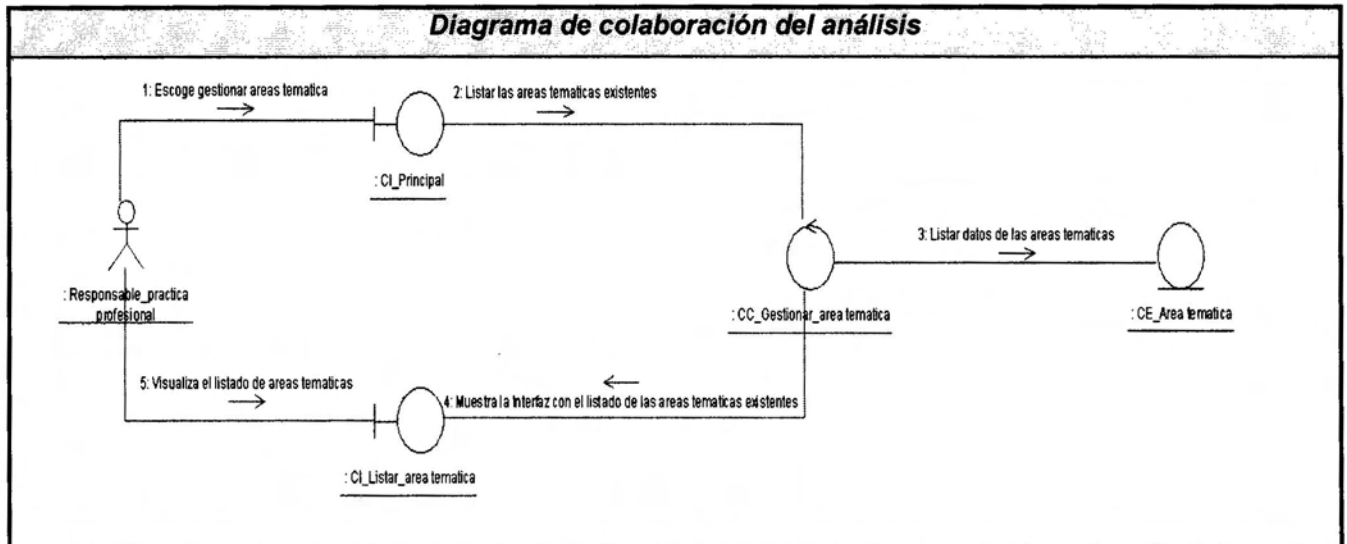 Diagrama de colaboración del análisis
1: Escoge gestionar areas tematica
2: Listar las areas tematicas existentes
: CI_Principal
3: Listar datos de las areas tematicas
: Responsable_practica
profesional
: CC_Gestionar_area tematica
: CE_Area tematica
5: Visualiza el listado de areas tematicas
4: Muestra la Interfaz con el listado de las areas tematicas existentes
: CI_Listar_area tematica